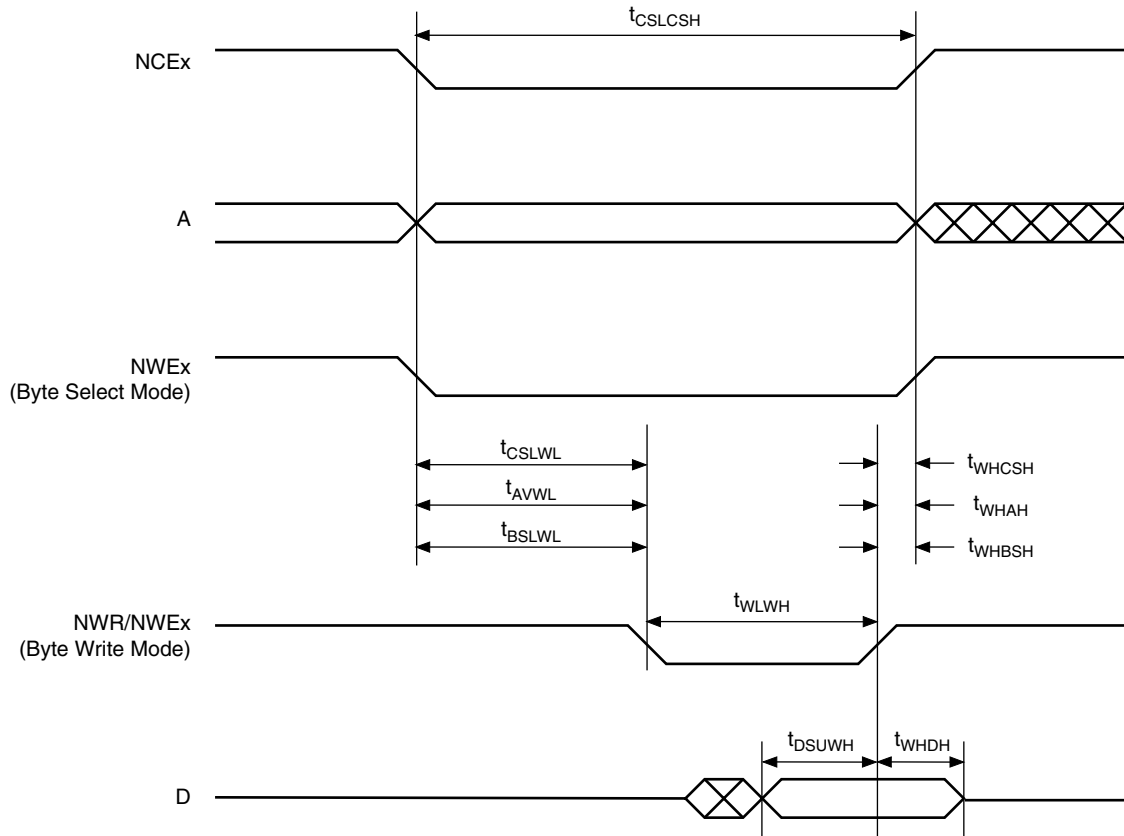 tCSLCSH
NCEx
A
NWEx
(Byte Select Mode)
tCSLWL
tWHCSH
tAVWL
tWHAH
tBSLWL
tWHBSH
tWLWH
NWR/NWEx
(Byte Write Mode)
tDSUWH
tWHDH
D